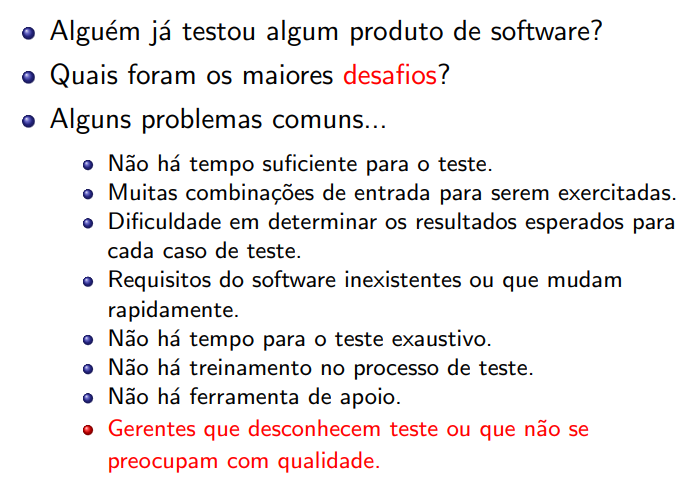 Alguém já testou algum produto de software?
Quais foram os maiores desafios?
Alguns problemas comuns...
Não há tempo suficiente para o teste.
Muitas combinações de entrada para serem exercitadas.
Dificuldade em determinar os resultados esperados para
cada caso de teste.
Requisitos do software inexistentes ou que mudam
rapidamente.
Não há tempo para o teste exaustivo.
Não há treinamento no processo de teste.
Não há ferramenta de apoio.
Gerentes que desconhecem teste ou que não se
preocupam com qualidade.